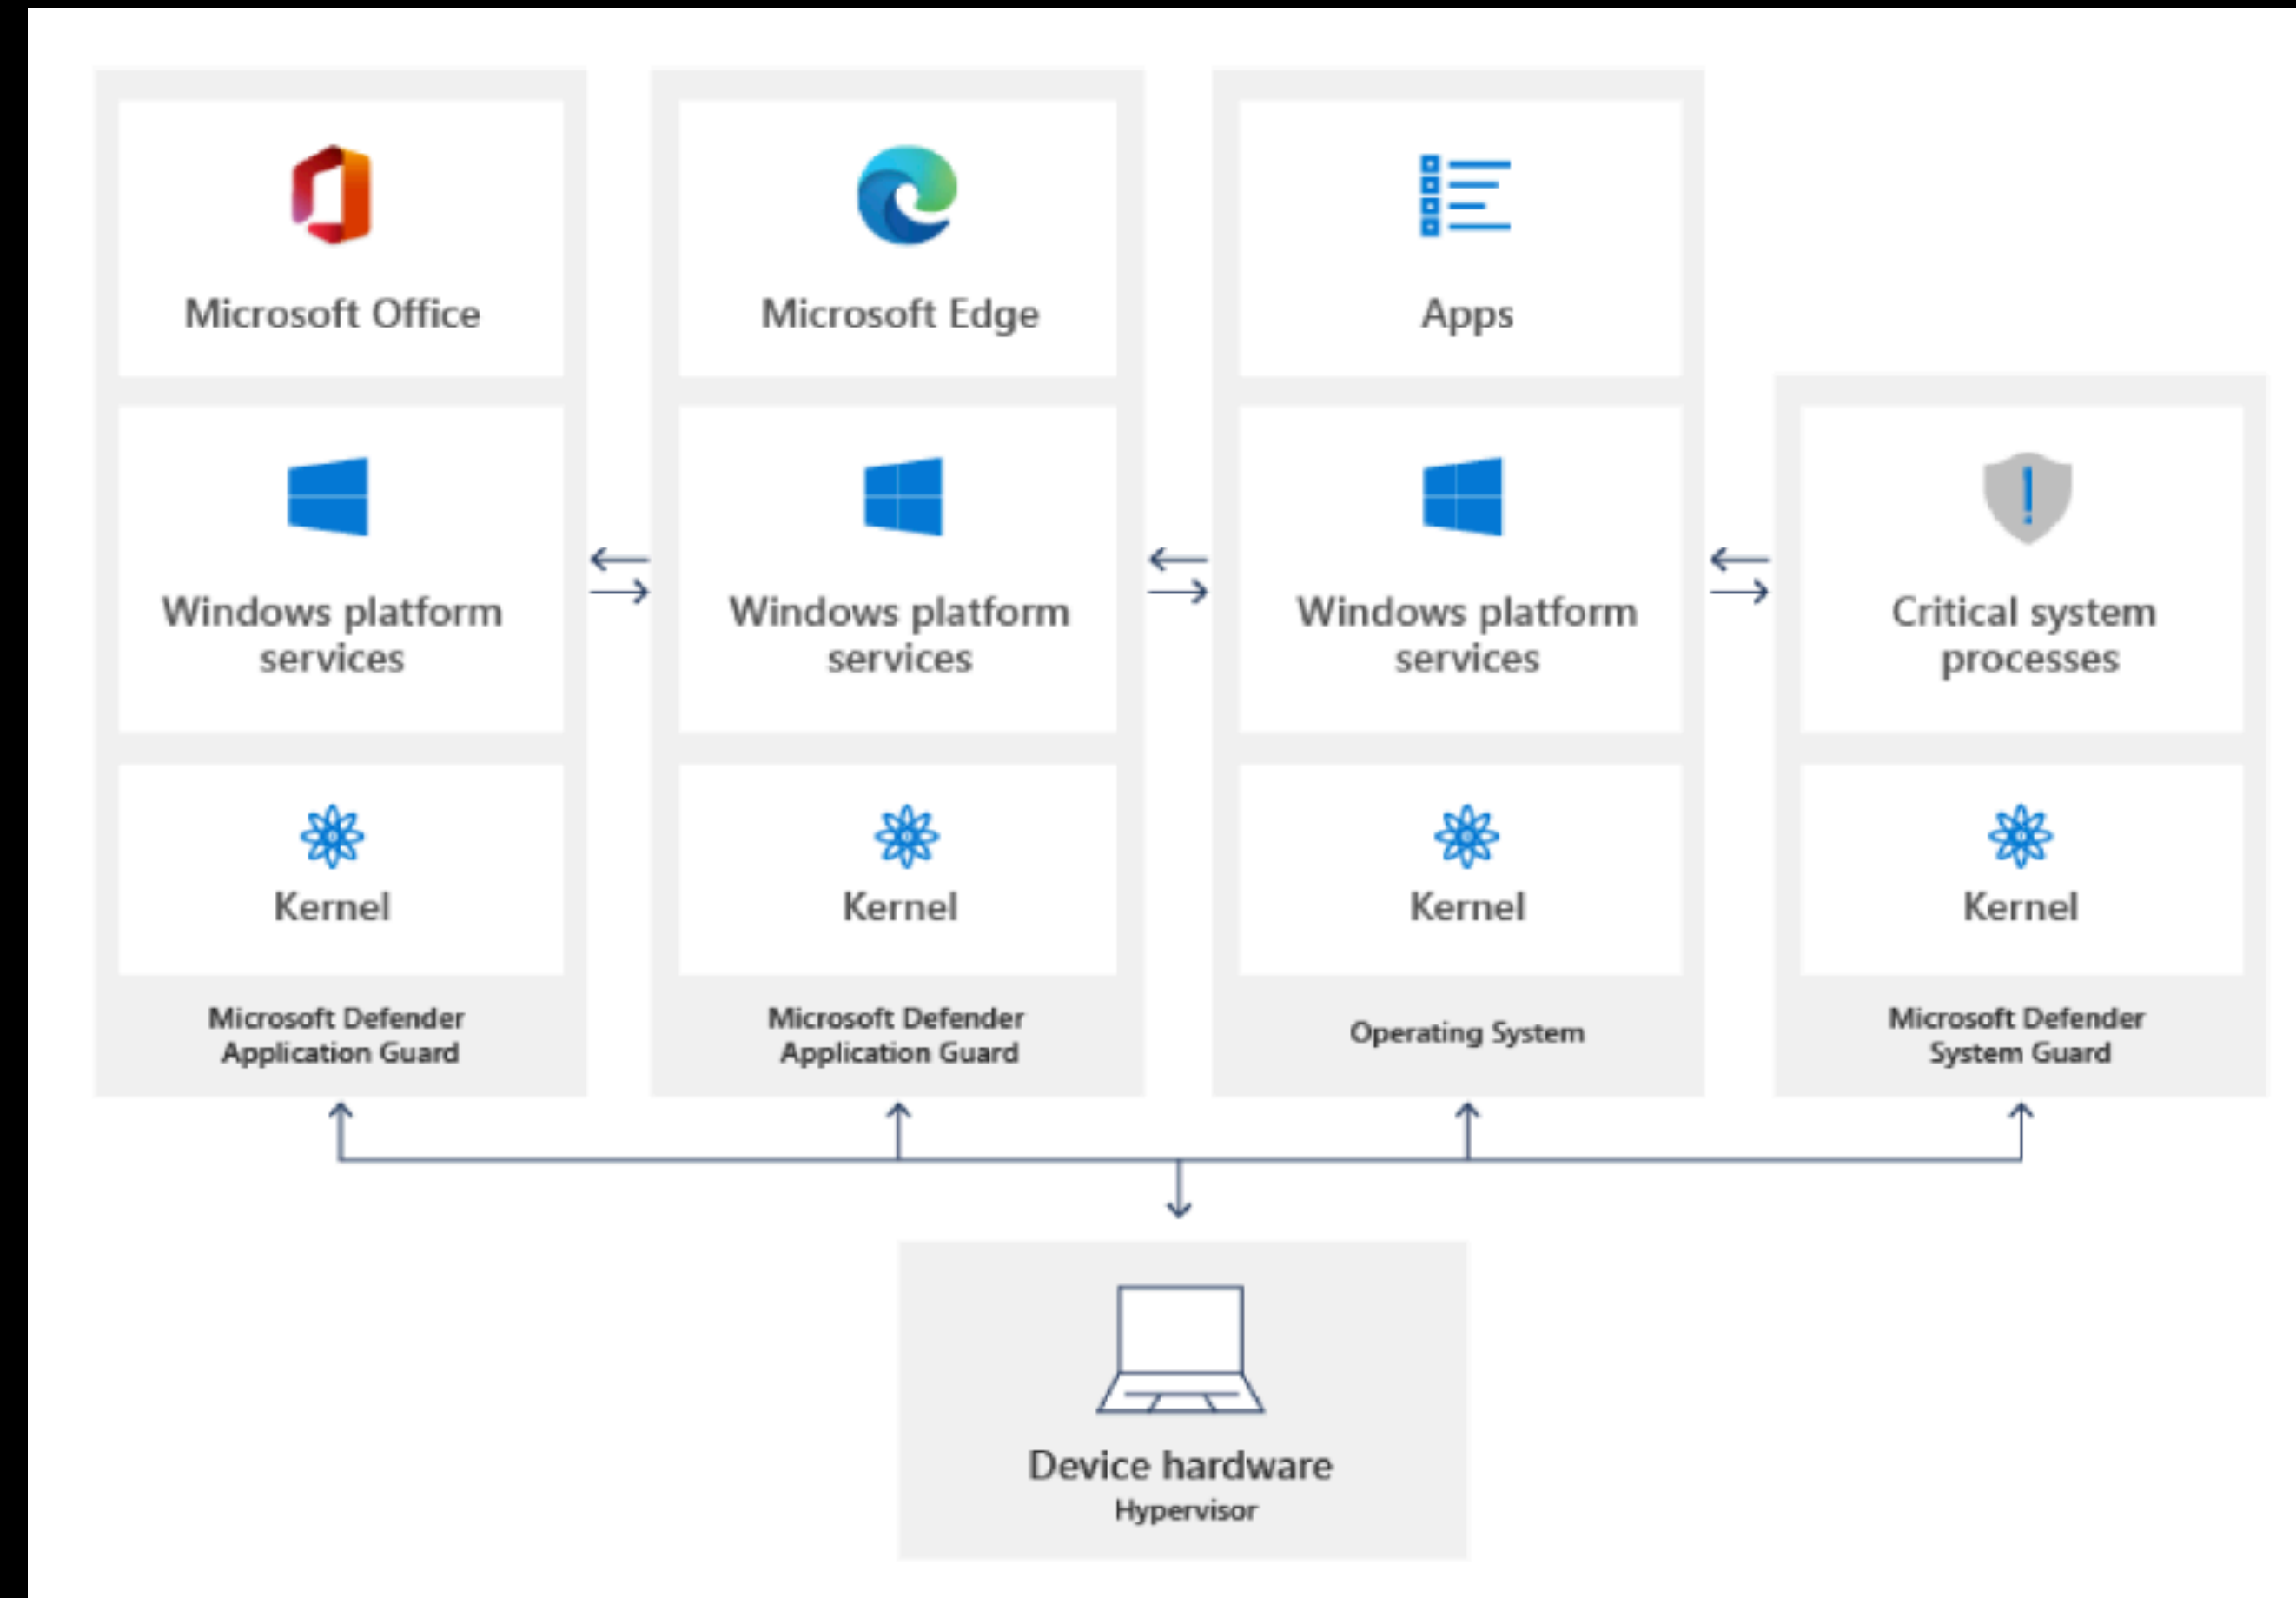 Microsoft Office
Microsoft Edge
Apps
Windows platform
services
Windows platform
services
Windows platform
services
Critical system
processes
Kernel
Kernel
Kernel
Kernel
Microsoft Defender
Application Guard
Microsoft Defender
Application Guard
Operating System
Microsoft Defender
System Guard
Device hardware
Hypervisor